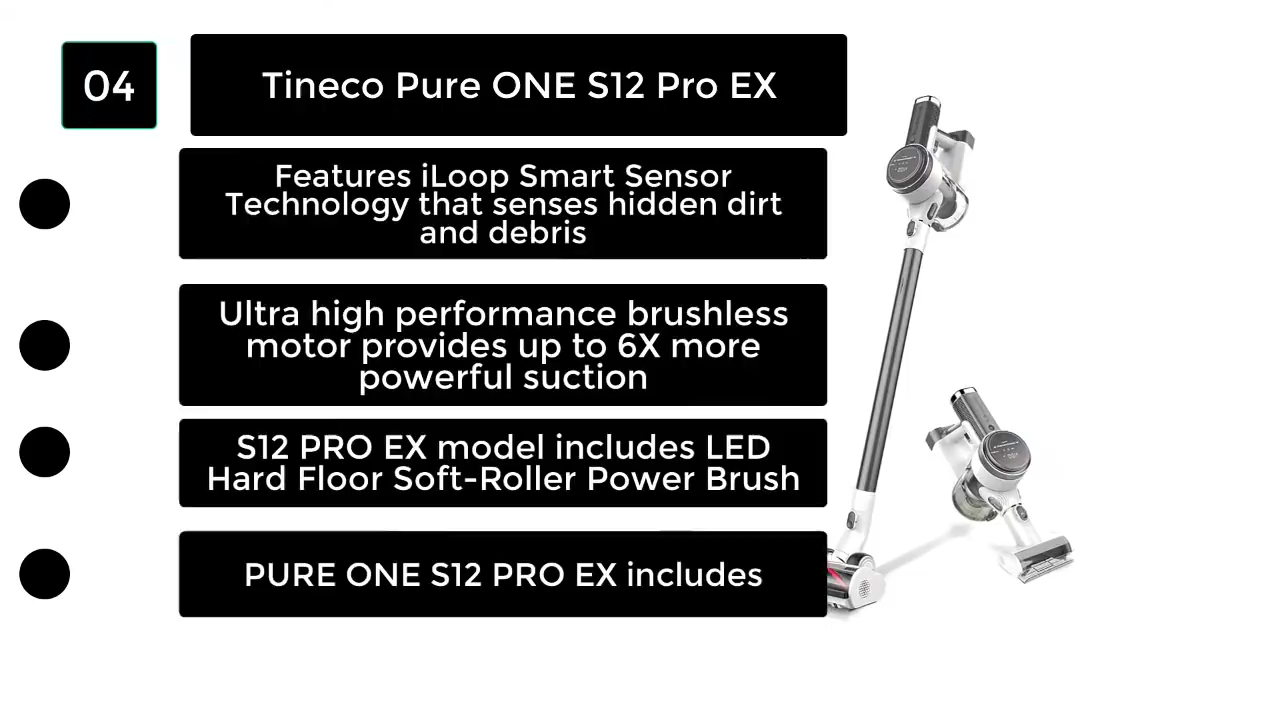 04
Tineco Pure ONE S12 Pro EX
Features iLoop Smart Sensor
Technology that senses hidden dirt
and debris
Ultra high performance brushless
motor provides up to 6X more
powerful suction
S12 PRO EX model includes LED
Hard Floor Soft-Roller Power Brush
PURE ONE S12 PRO EX includes